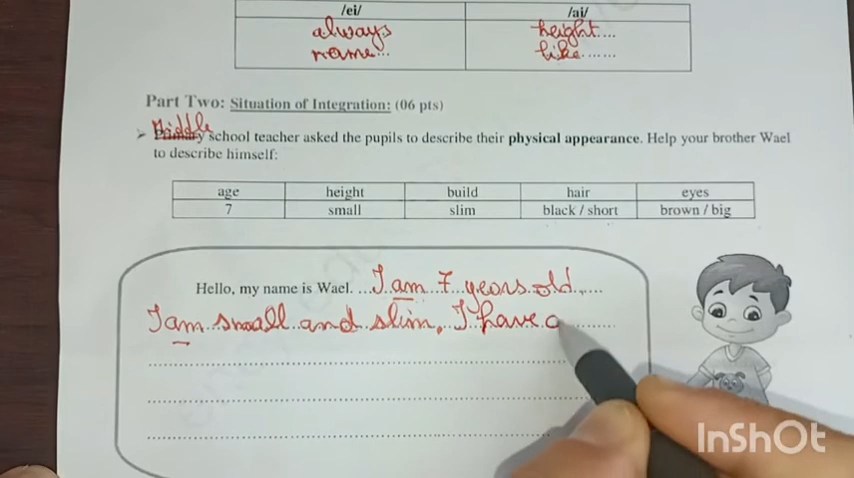 /ei/ /ai/
always height....
name... like.......
Part Two: Situation of Integration: (06 pts)
Middle
➤ Primary school teacher asked the pupils to describe their physical appearance. Help your brother Wael
to describe himself:
age height build hair eyes
7 small slim black / short brown / big
Hello, my name is Wael. I am 7 years old,
I am small and slim, I have
InShOt